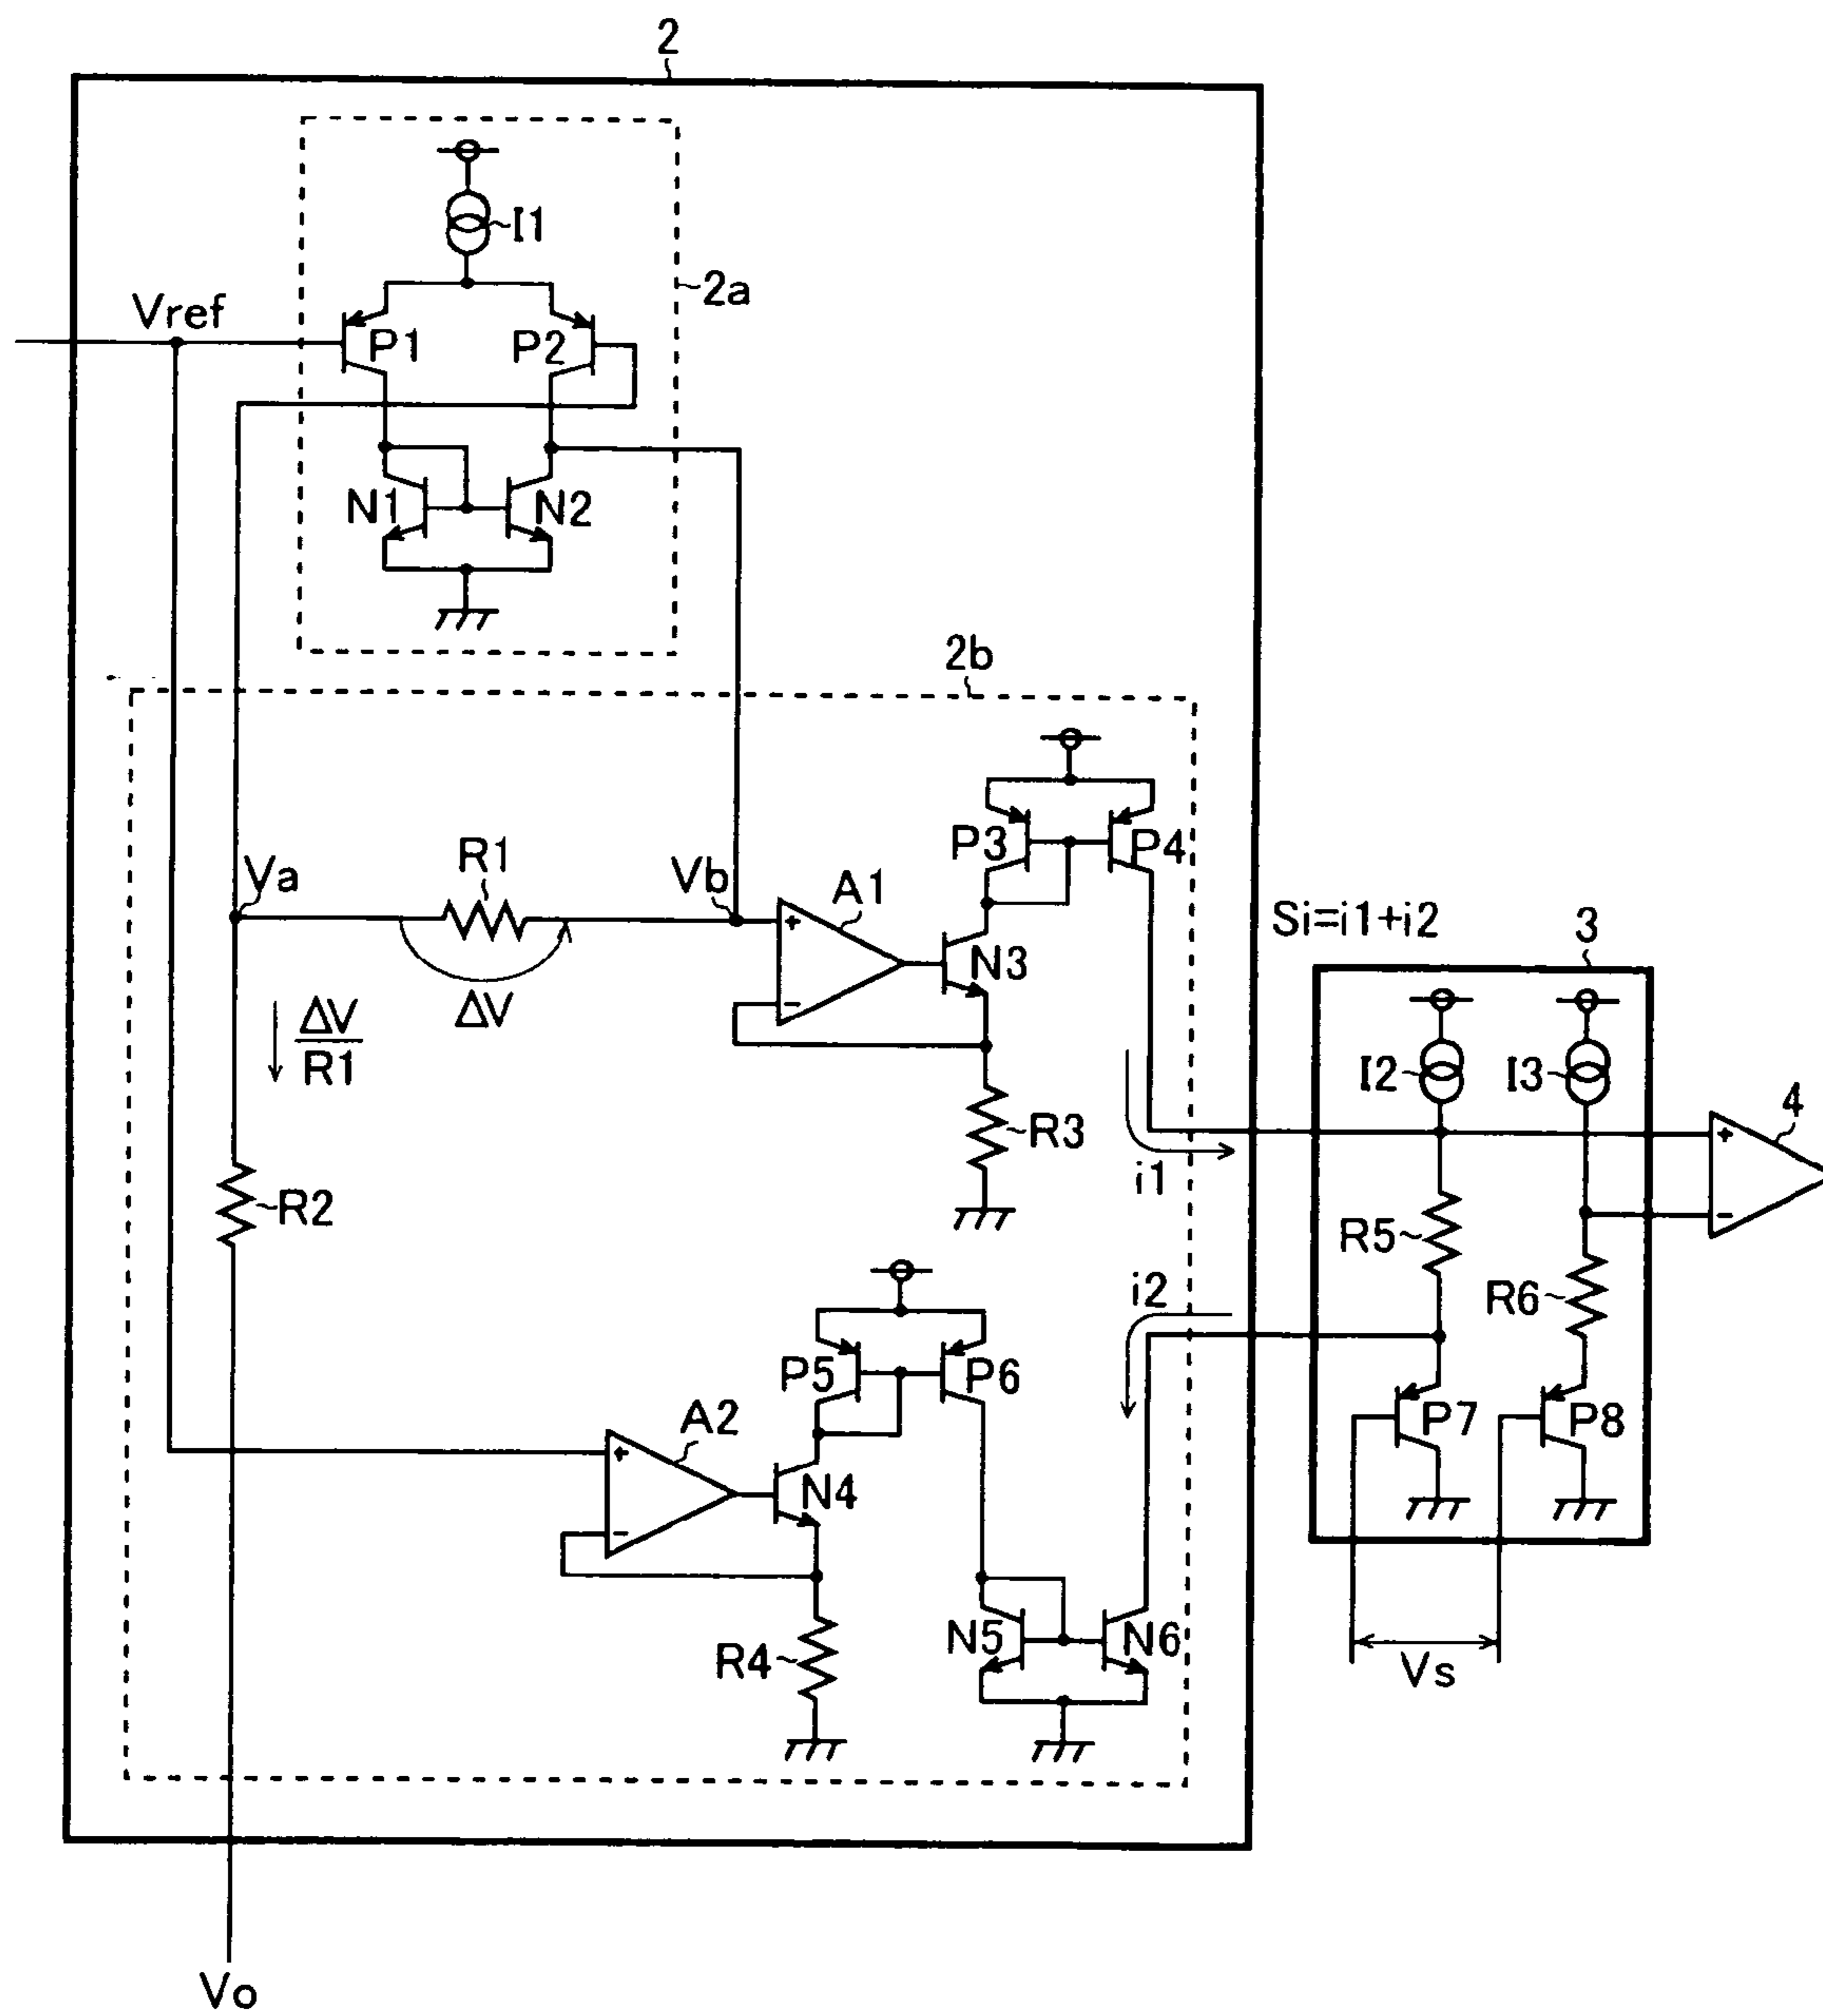 2
I1
2a
Vref
P1
P2
N1
N2
2b
P3
P4
R1
Va
Vb
A1
+
−
N3
Si=i1+i2
3
ΔV
ΔV
R1
I2
I3
4
R3
i1
+
−
R2
R5
i2
R6
P5
P6
A2
P7
P8
+
−
N4
N5
N6
R4
Vs
Vo